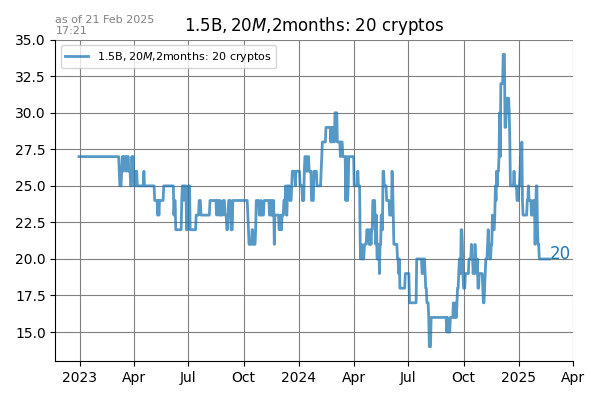 as of 21 Feb 2025
17:21
1.5B, 20M, 2months: 20 cryptos
1.5B, 20M, 2months: 20 cryptos
35.0
32.5
30.0
27.5
25.0
22.5
20.0
17.5
15.0
20
2023 Apr Jul Oct 2024 Apr Jul Oct 2025 Apr